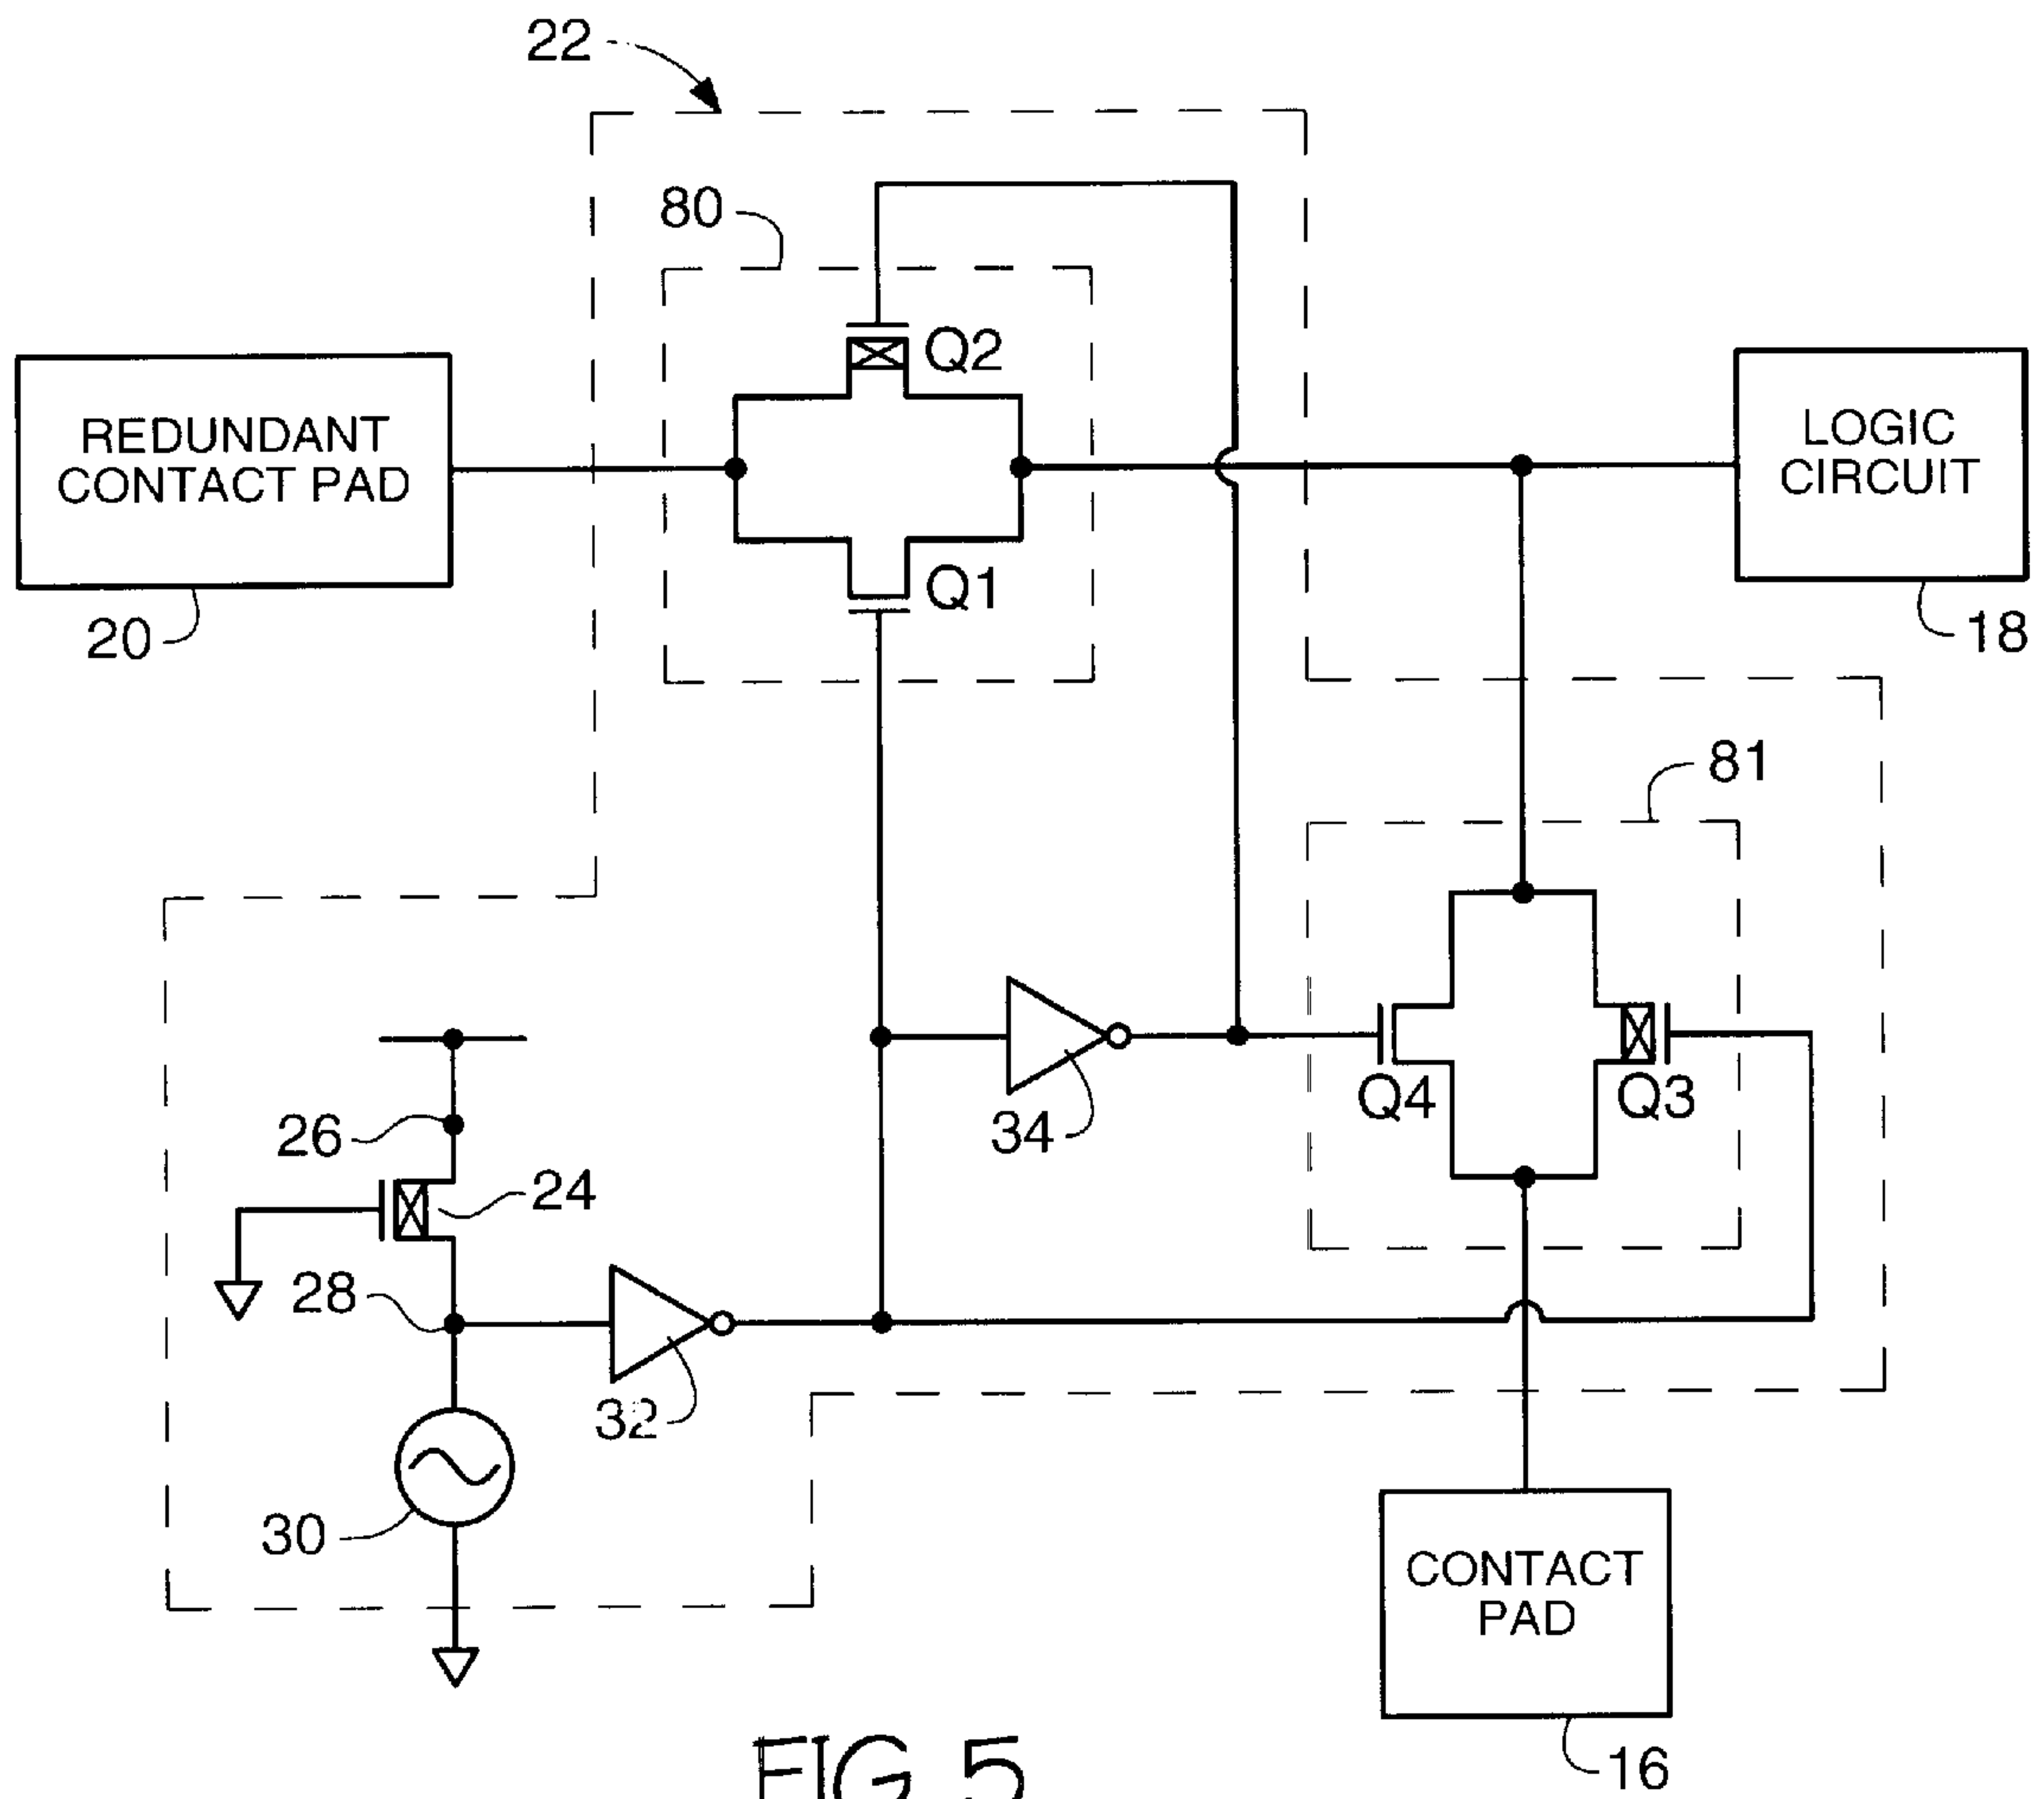 22
80
Q2
REDUNDANT
CONTACT PAD
LOGIC
CIRCUIT
Q1
20
18
81
26
34
Q4
Q3
24
28
32
30
CONTACT
PAD
16
FIG 5